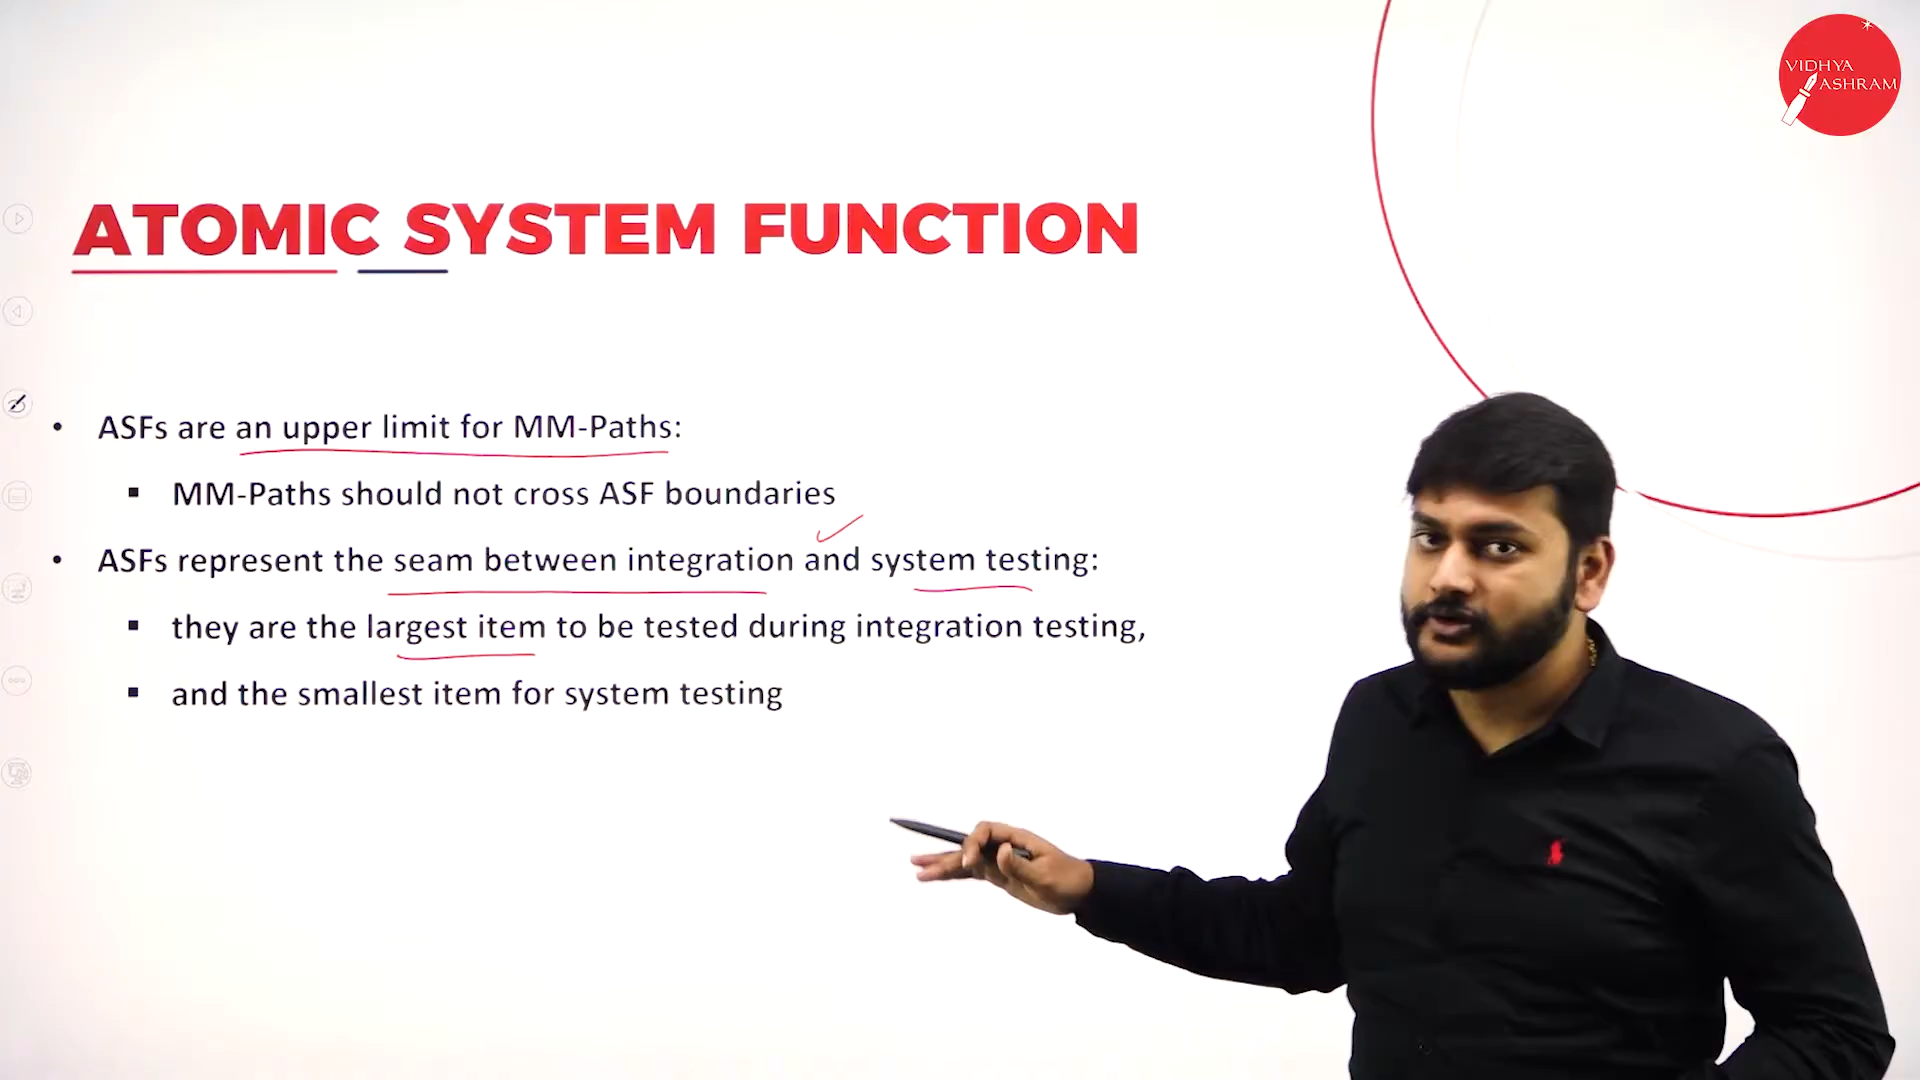 VIDHYA
ASHRAM
ATOMIC SYSTEM FUNCTION
• ASFs are an upper limit for MM-Paths:
▪ MM-Paths should not cross ASF boundaries
• ASFs represent the seam between integration and system testing:
▪ they are the largest item to be tested during integration testing,
▪ and the smallest item for system testing